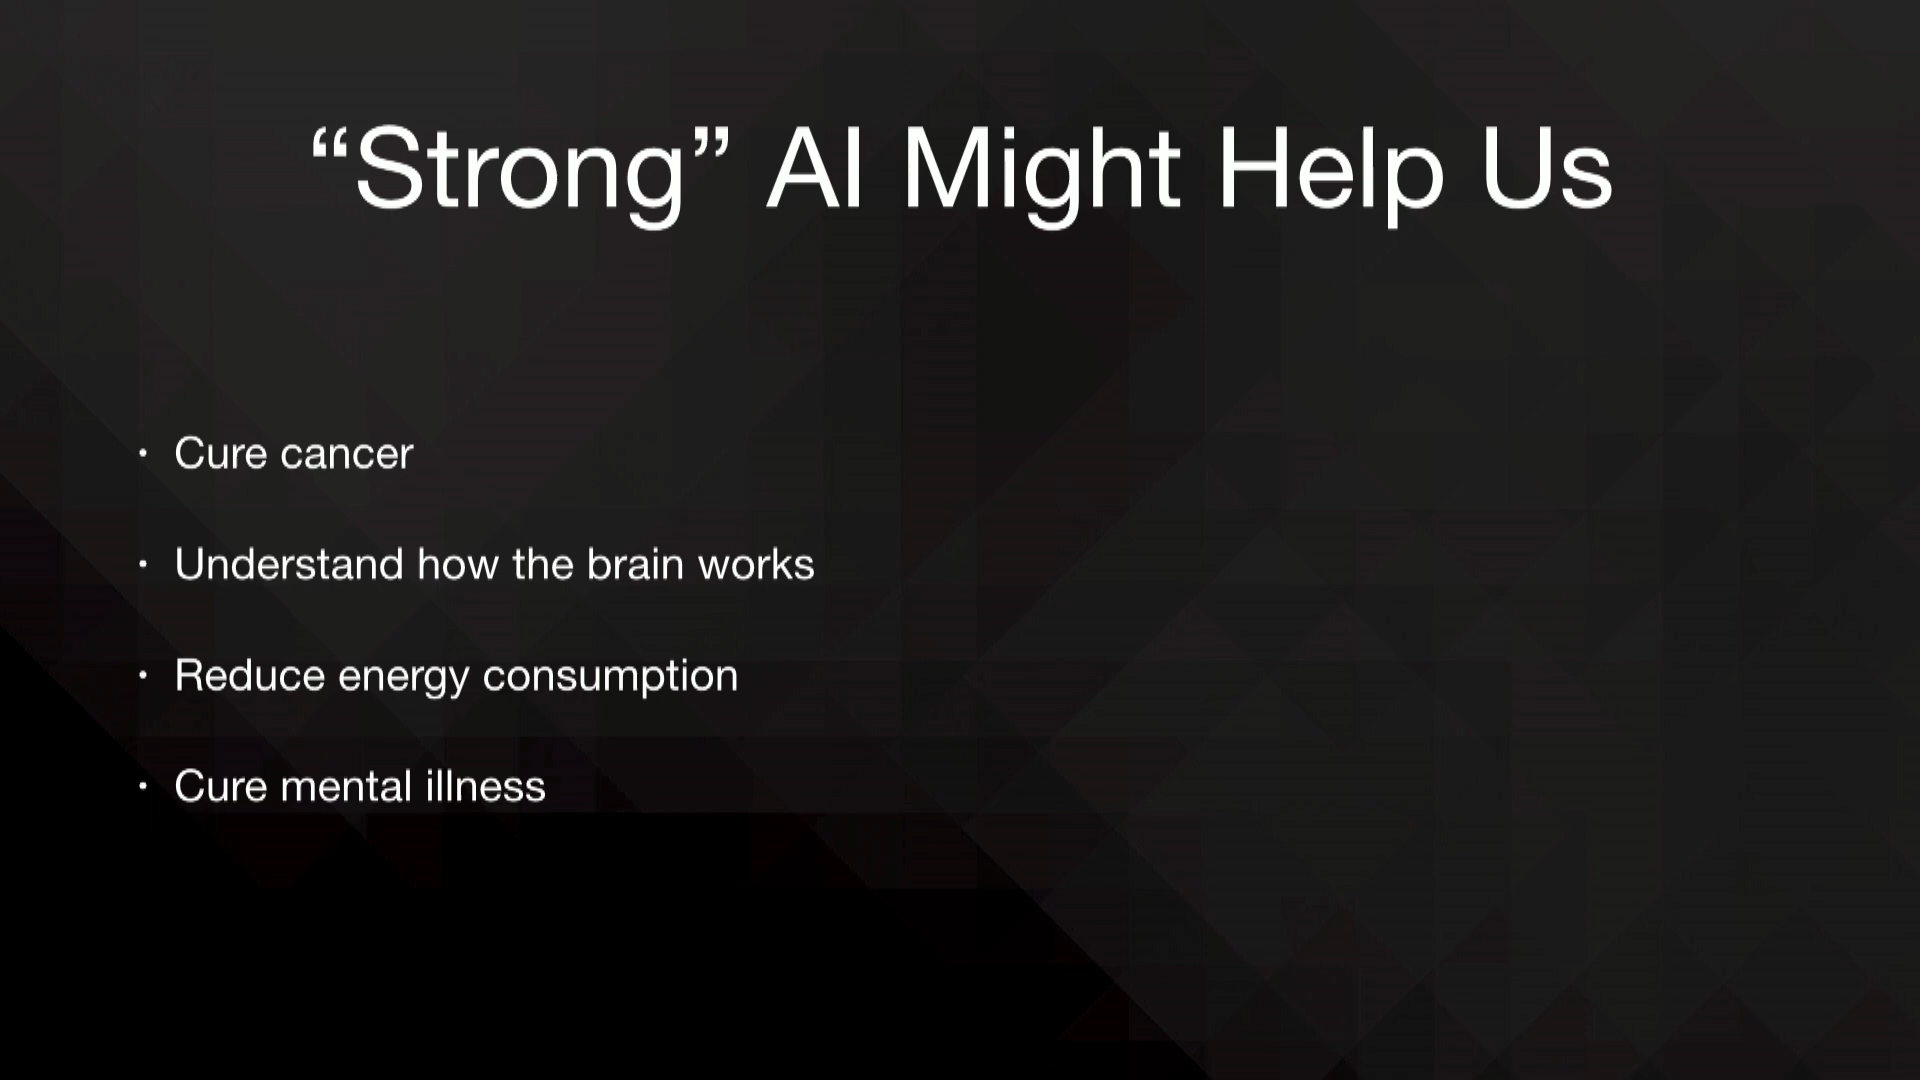 “Strong” AI Might Help Us
• Cure cancer
• Understand how the brain works
• Reduce energy consumption
• Cure mental illness